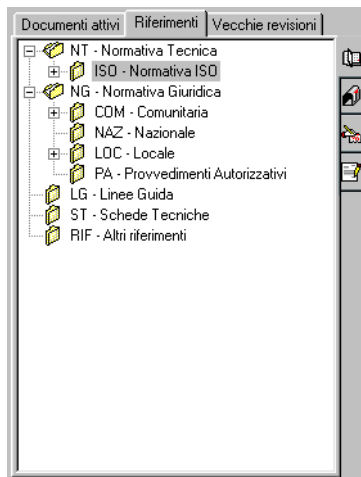 Documenti attivi Riferimenti Vecchie revisioni
NT - Normativa Tecnica
ISO - Normativa ISO
NG - Normativa Giuridica
COM - Comunitaria
NAZ - Nazionale
LOC - Locale
PA - Provvedimenti Autorizzativi
LG - Linee Guida
ST - Schede Tecniche
RIF - Altri riferimenti